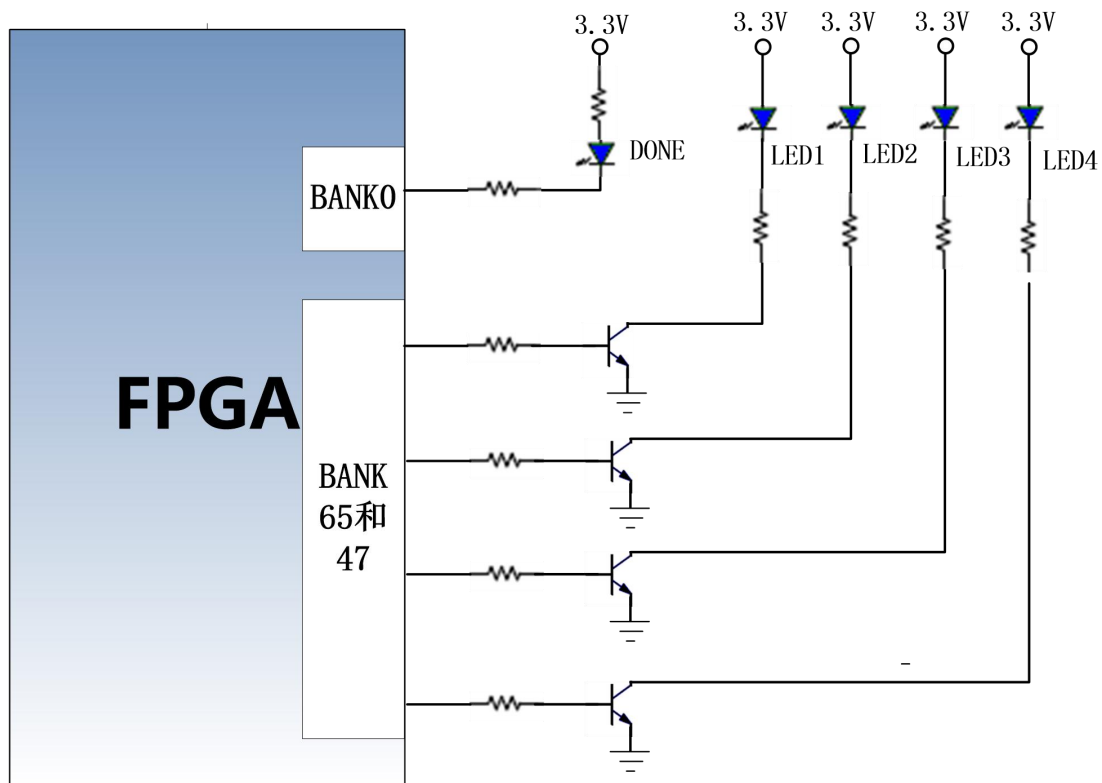 3.3V
3.3V
3.3V
3.3V
3.3V
DONE
LED1
LED2
LED3
LED4
BANK0
FPGA
BANK
65和
47